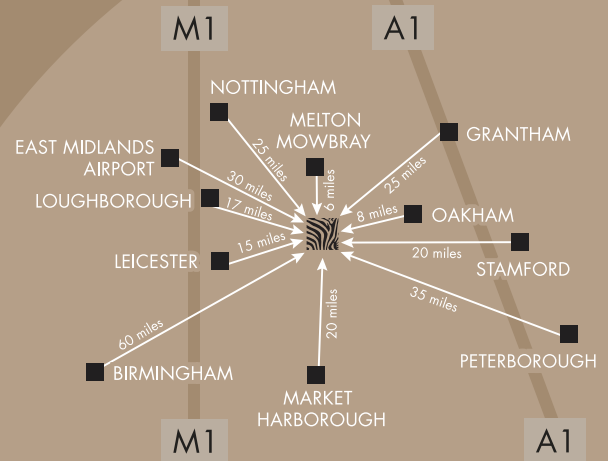 M1
A1
NOTTINGHAM
MELTON
MOWBRAY
GRANTHAM
EAST MIDLANDS
AIRPORT
25 miles
25 miles
30 miles
6 miles
LOUGHBOROUGH
17 miles
8 miles
OAKHAM
LEICESTER
15 miles
20 miles
STAMFORD
35 miles
60 miles
20 miles
PETERBOROUGH
BIRMINGHAM
MARKET
HARBOROUGH
M1
A1